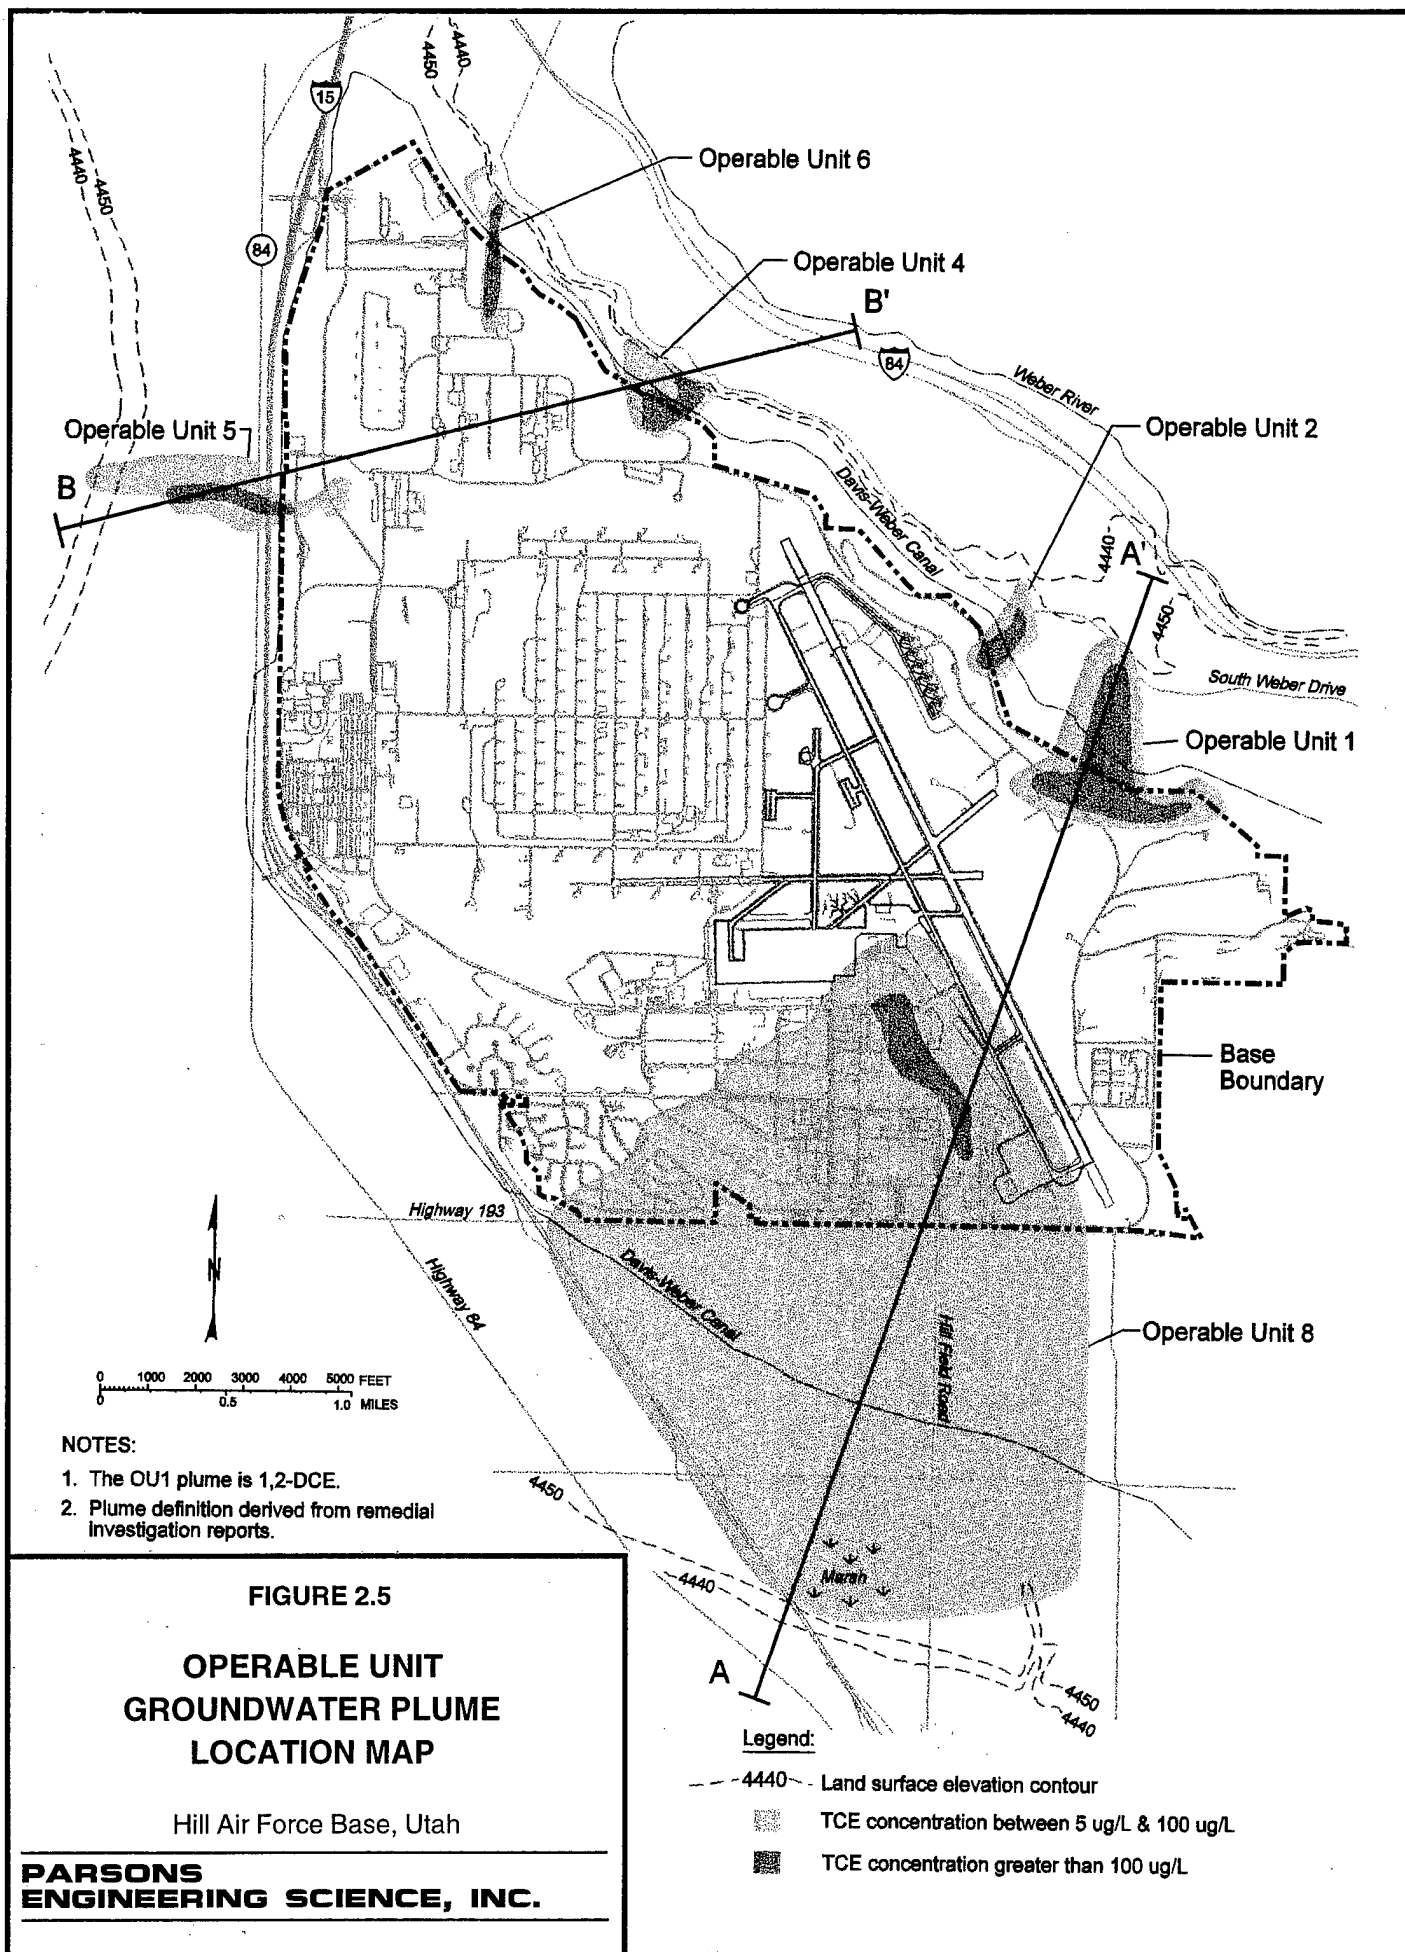 4440
4450
15
4440
4450
Operable Unit 6
84
Operable Unit 4
B'
84
Weber River
Operable Unit 5
Operable Unit 2
B
Davis-Weber Canal
4440
A'
4450
South Weber Drive
Operable Unit 1
Base
Boundary
Highway 193
Highway 84
Davis-Weber Canal
N
Hill Field Road
Operable Unit 8
0 1000 2000 3000 4000 5000 FEET
0 0.5 1.0 MILES
NOTES:
1. The OU1 plume is 1,2-DCE.
2. Plume definition derived from remedial
investigation reports.
4450
4440
Marsh
A
4450
4440
FIGURE 2.5
OPERABLE UNIT
GROUNDWATER PLUME
LOCATION MAP
Hill Air Force Base, Utah
PARSONS
ENGINEERING SCIENCE, INC.
Legend:
4440 Land surface elevation contour
TCE concentration between 5 ug/L & 100 ug/L
TCE concentration greater than 100 ug/L